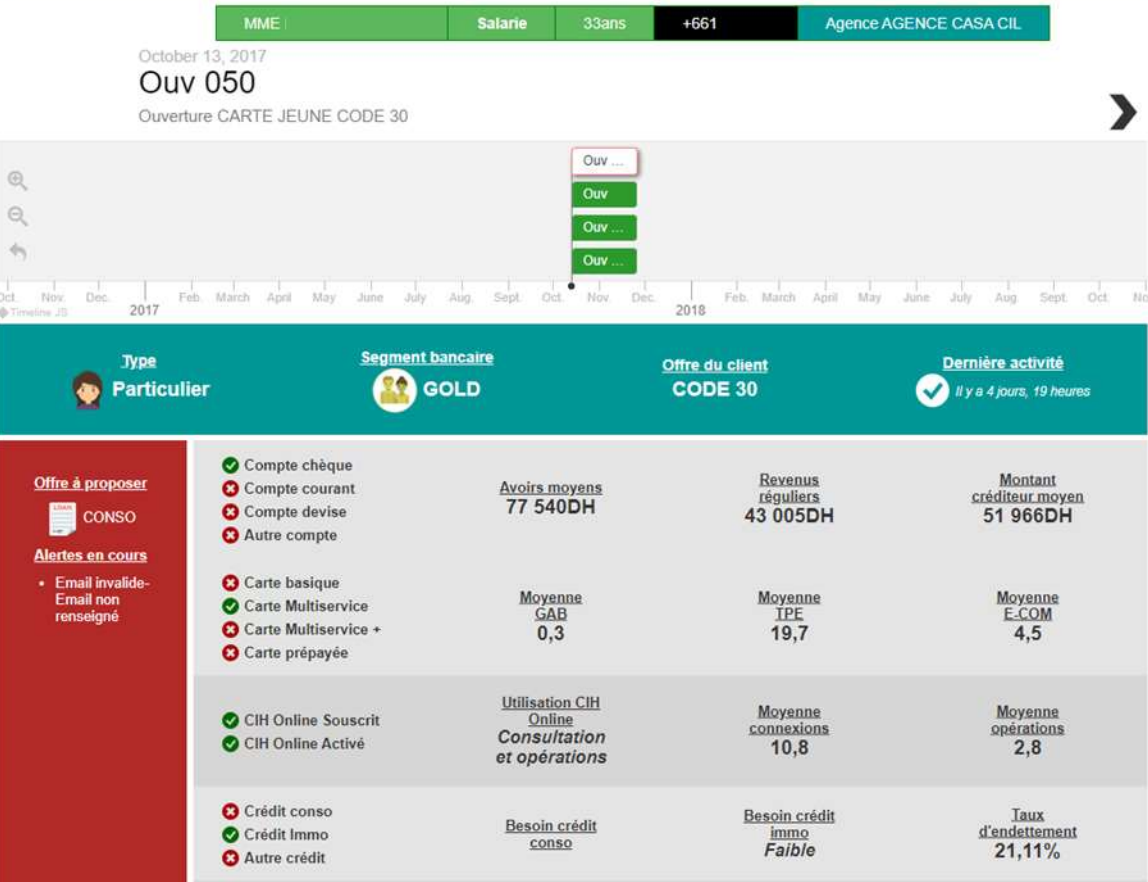 MME
Salarie
33ans
+661
Agence AGENCE CASA CIL
October 13, 2017
Ouv 050
Ouverture CARTE JEUNE CODE 30
Ouv ...
Ouv
Ouv ...
Ouv ...
Oct. Nov. Dec. 2017 Feb. March April May June July Aug. Sept. Oct. Nov. Dec. 2018 Feb. March April May June July Aug. Sept. Oct. No
Timeline JS
Type
Particulier
Segment bancaire
GOLD
Offre du client
CODE 30
Dernière activité
Il y a 4 jours, 19 heures
Offre à proposer
LOAN
CONSO
Alertes en cours
• Email invalide-
Email non
renseigné
Compte chèque
Compte courant
Compte devise
Autre compte
Avoirs moyens
77 540DH
Revenus
réguliers
43 005DH
Montant
créditeur moyen
51 966DH
Carte basique
Carte Multiservice
Carte Multiservice +
Carte prépayée
Moyenne
GAB
0,3
Moyenne
TPE
19,7
Moyenne
E-COM
4,5
CIH Online Souscrit
CIH Online Activé
Utilisation CIH
Online
Consultation
et opérations
Moyenne
connexions
10,8
Moyenne
opérations
2,8
Crédit conso
Crédit Immo
Autre crédit
Besoin crédit
conso
Besoin crédit
immo
Faible
Taux
d'endettement
21,11%